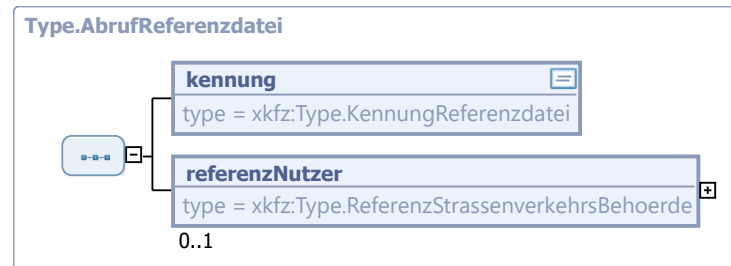 Type.AbrufReferenzdatei
kennung
type = xkfz:Type.KennungReferenzdatei
referenzNutzer
type = xkfz:Type.ReferenzStrassenverkehrsBehoerde
0..1